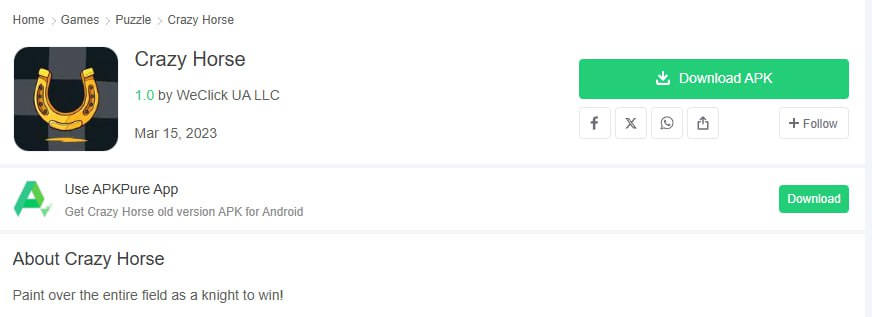 Home > Games > Puzzle > Crazy Horse
Crazy Horse
1.0 by WeClick UA LLC
Download APK
Mar 15, 2023
+ Follow
Use APKPure App
Get Crazy Horse old version APK for Android
Download
About Crazy Horse
Paint over the entire field as a knight to win!